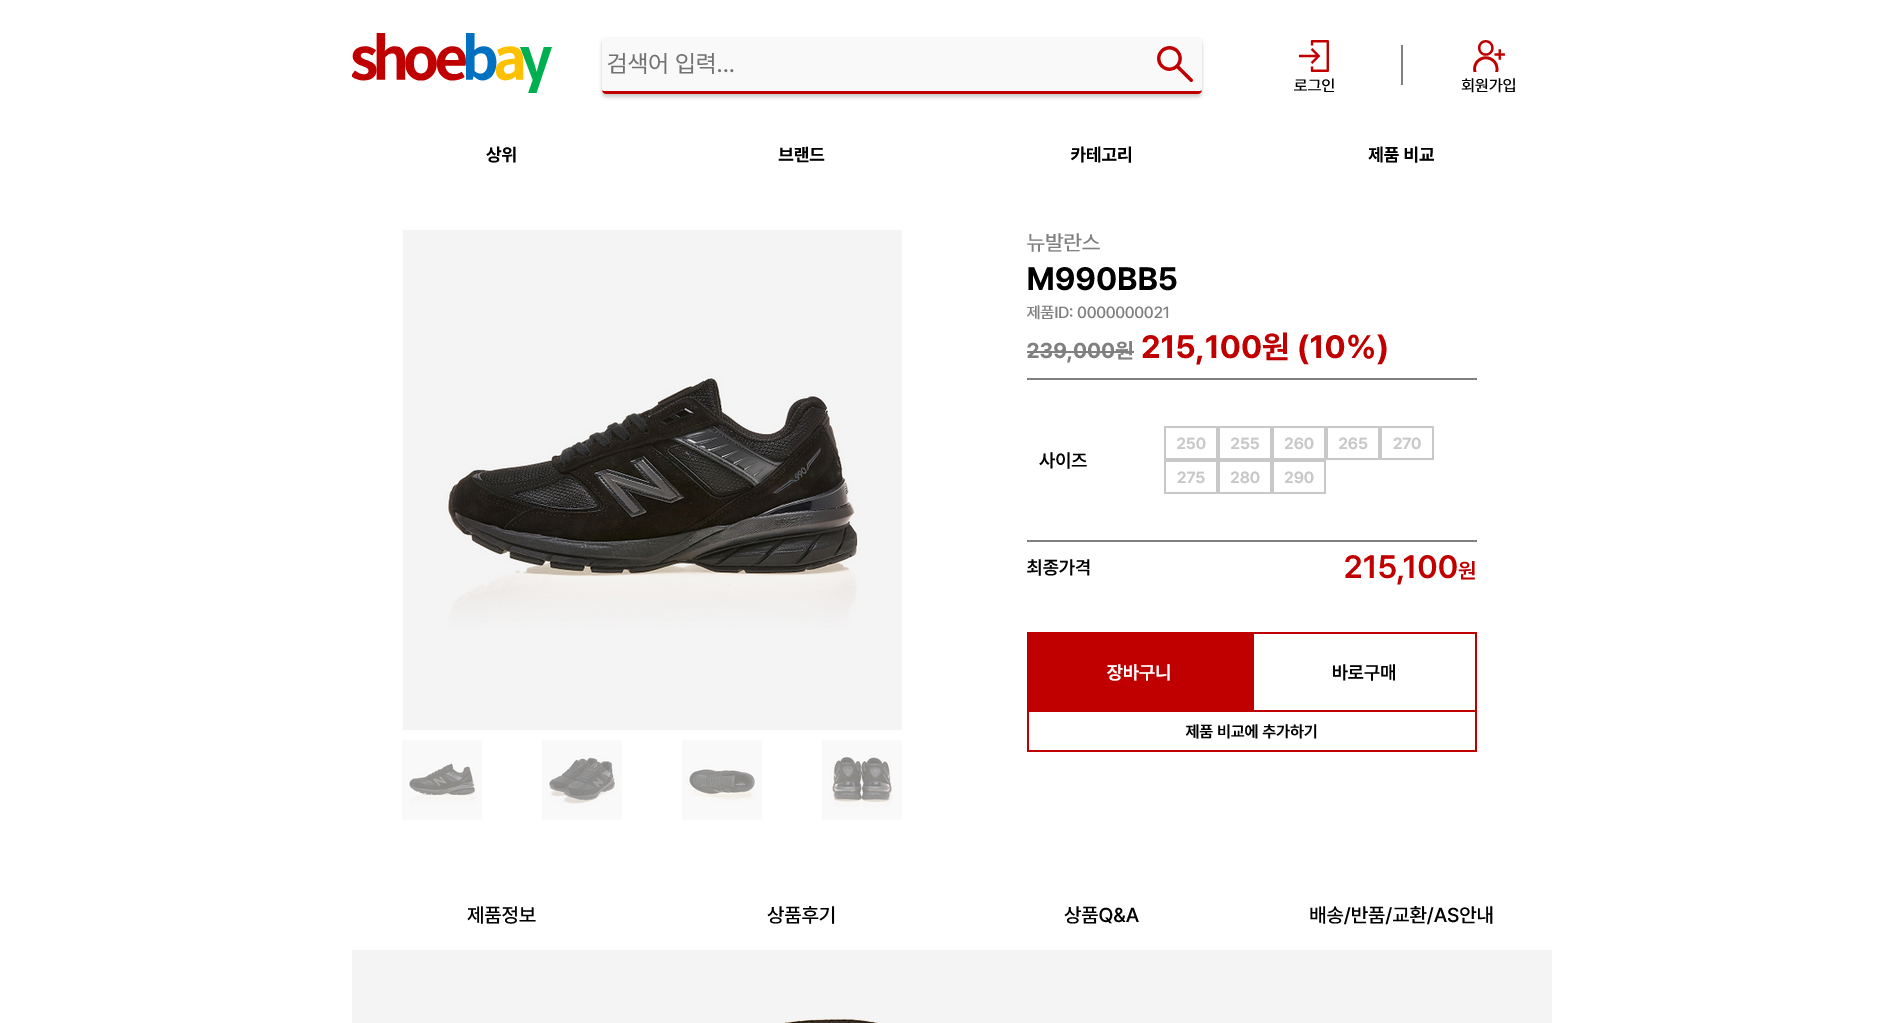 shoebay
검색어 입력...
로그인
회원가입
상위
브랜드
카테고리
제품 비교
뉴발란스
M990BB5
제품ID: 0000000021
239,000원 215,100원 (10%)
사이즈
250 255 260 265 270
275 280 290
최종가격
215,100원
장바구니
바로구매
제품 비교에 추가하기
제품정보
상품후기
상품Q&A
배송/반품/교환/AS안내